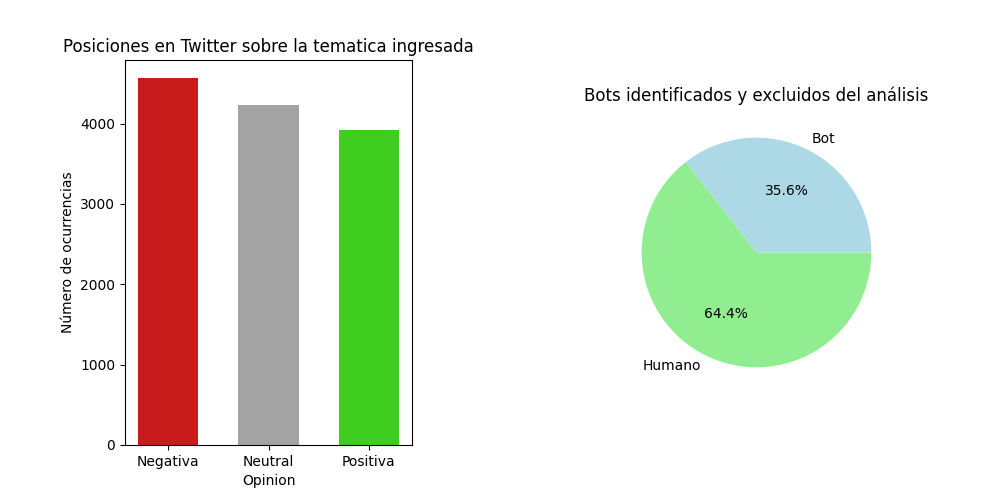 Posiciones en Twitter sobre la tematica ingresada
Número de ocurrencias
4000
3000
2000
1000
0
Negativa
Neutral
Positiva
Opinion
Bots identificados y excluidos del análisis
Bot
35.6%
64.4%
Humano